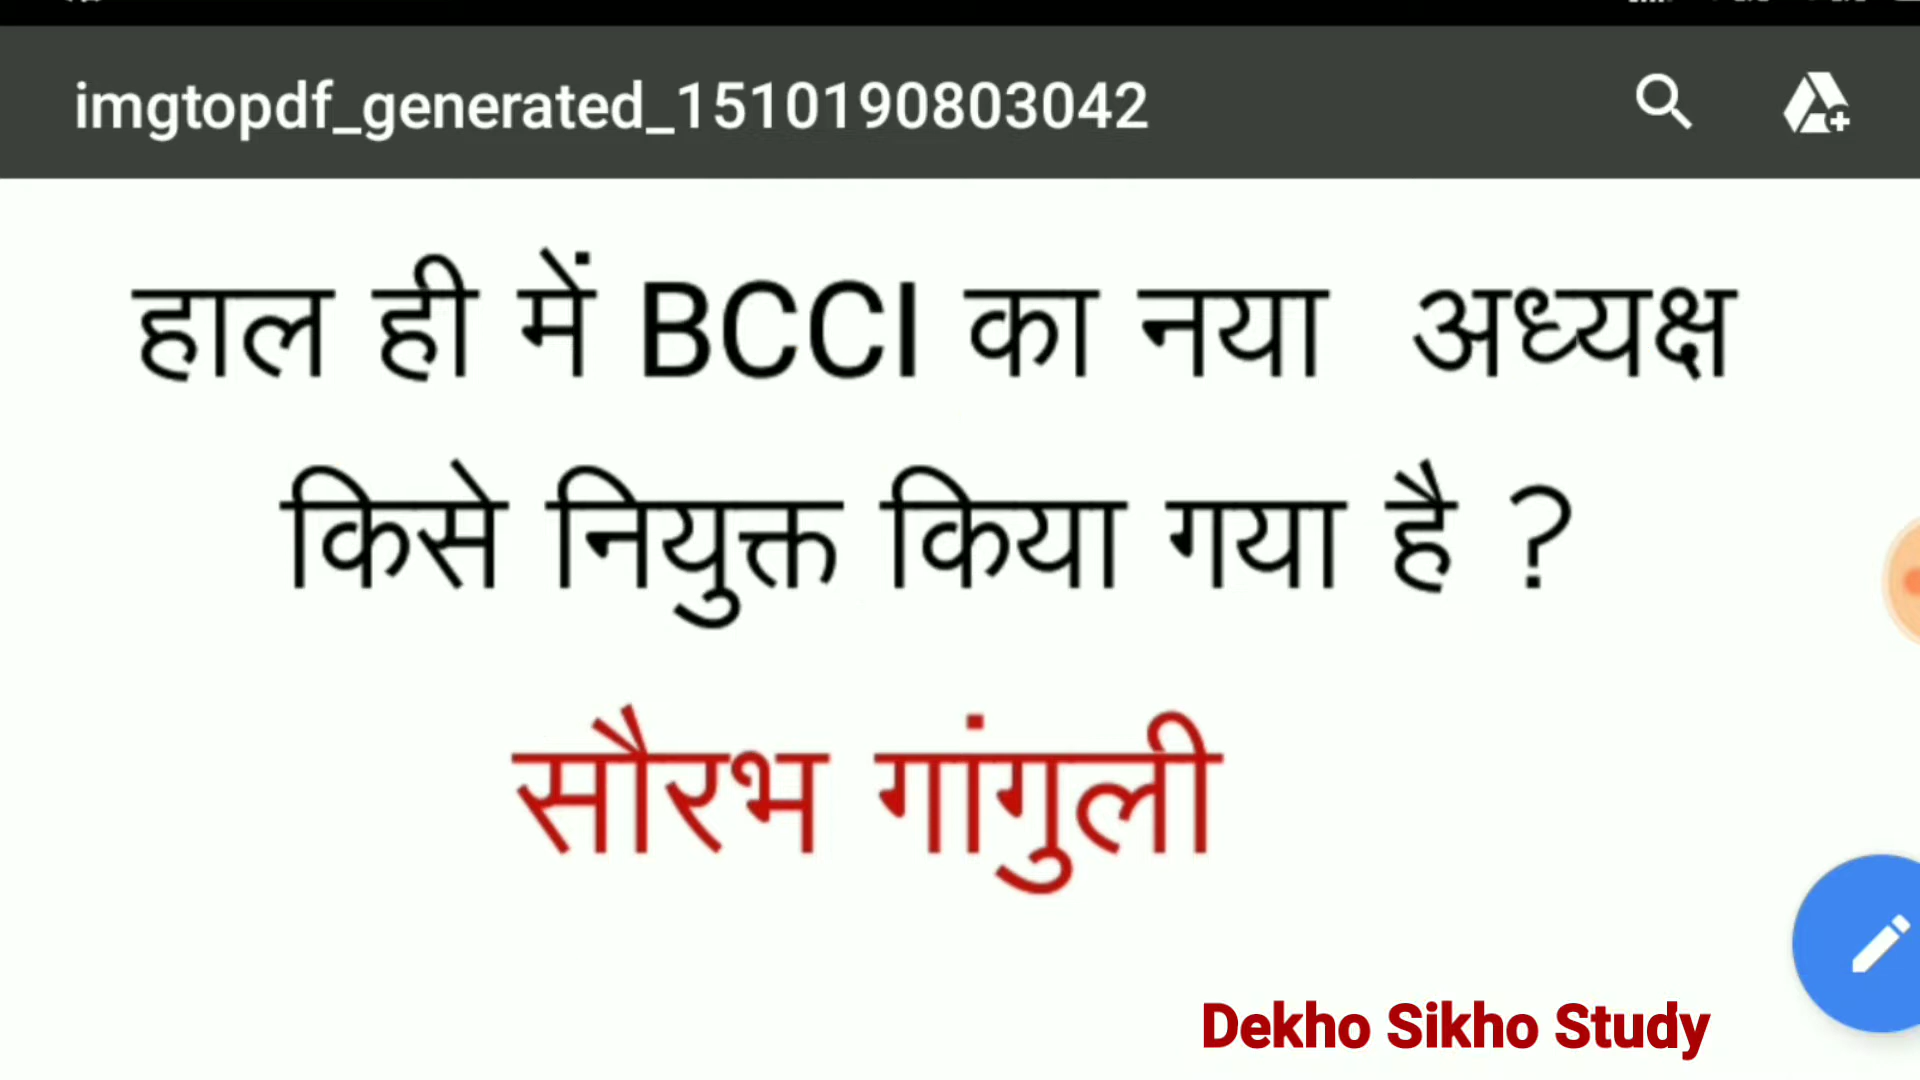 imgtopdf_generated_1510190803042
हाल ही में BCCI का नया अध्यक्ष
किसे नियुक्त किया गया है ?
सौरभ गांगुली
Dekho Sikho Study